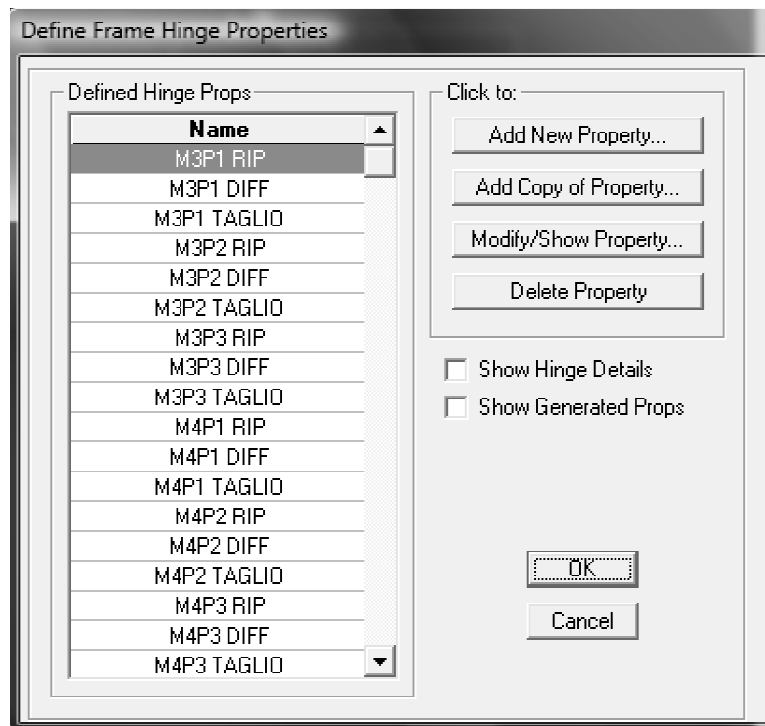 Define Frame Hinge Properties
Defined Hinge Props
Name
M3P1 RIP
M3P1 DIFF
M3P1 TAGLIO
M3P2 RIP
M3P2 DIFF
M3P2 TAGLIO
M3P3 RIP
M3P3 DIFF
M3P3 TAGLIO
M4P1 RIP
M4P1 DIFF
M4P1 TAGLIO
M4P2 RIP
M4P2 DIFF
M4P2 TAGLIO
M4P3 RIP
M4P3 DIFF
M4P3 TAGLIO
Click to:
Add New Property...
Add Copy of Property...
Modify/Show Property...
Delete Property
Show Hinge Details
Show Generated Props
OK
Cancel